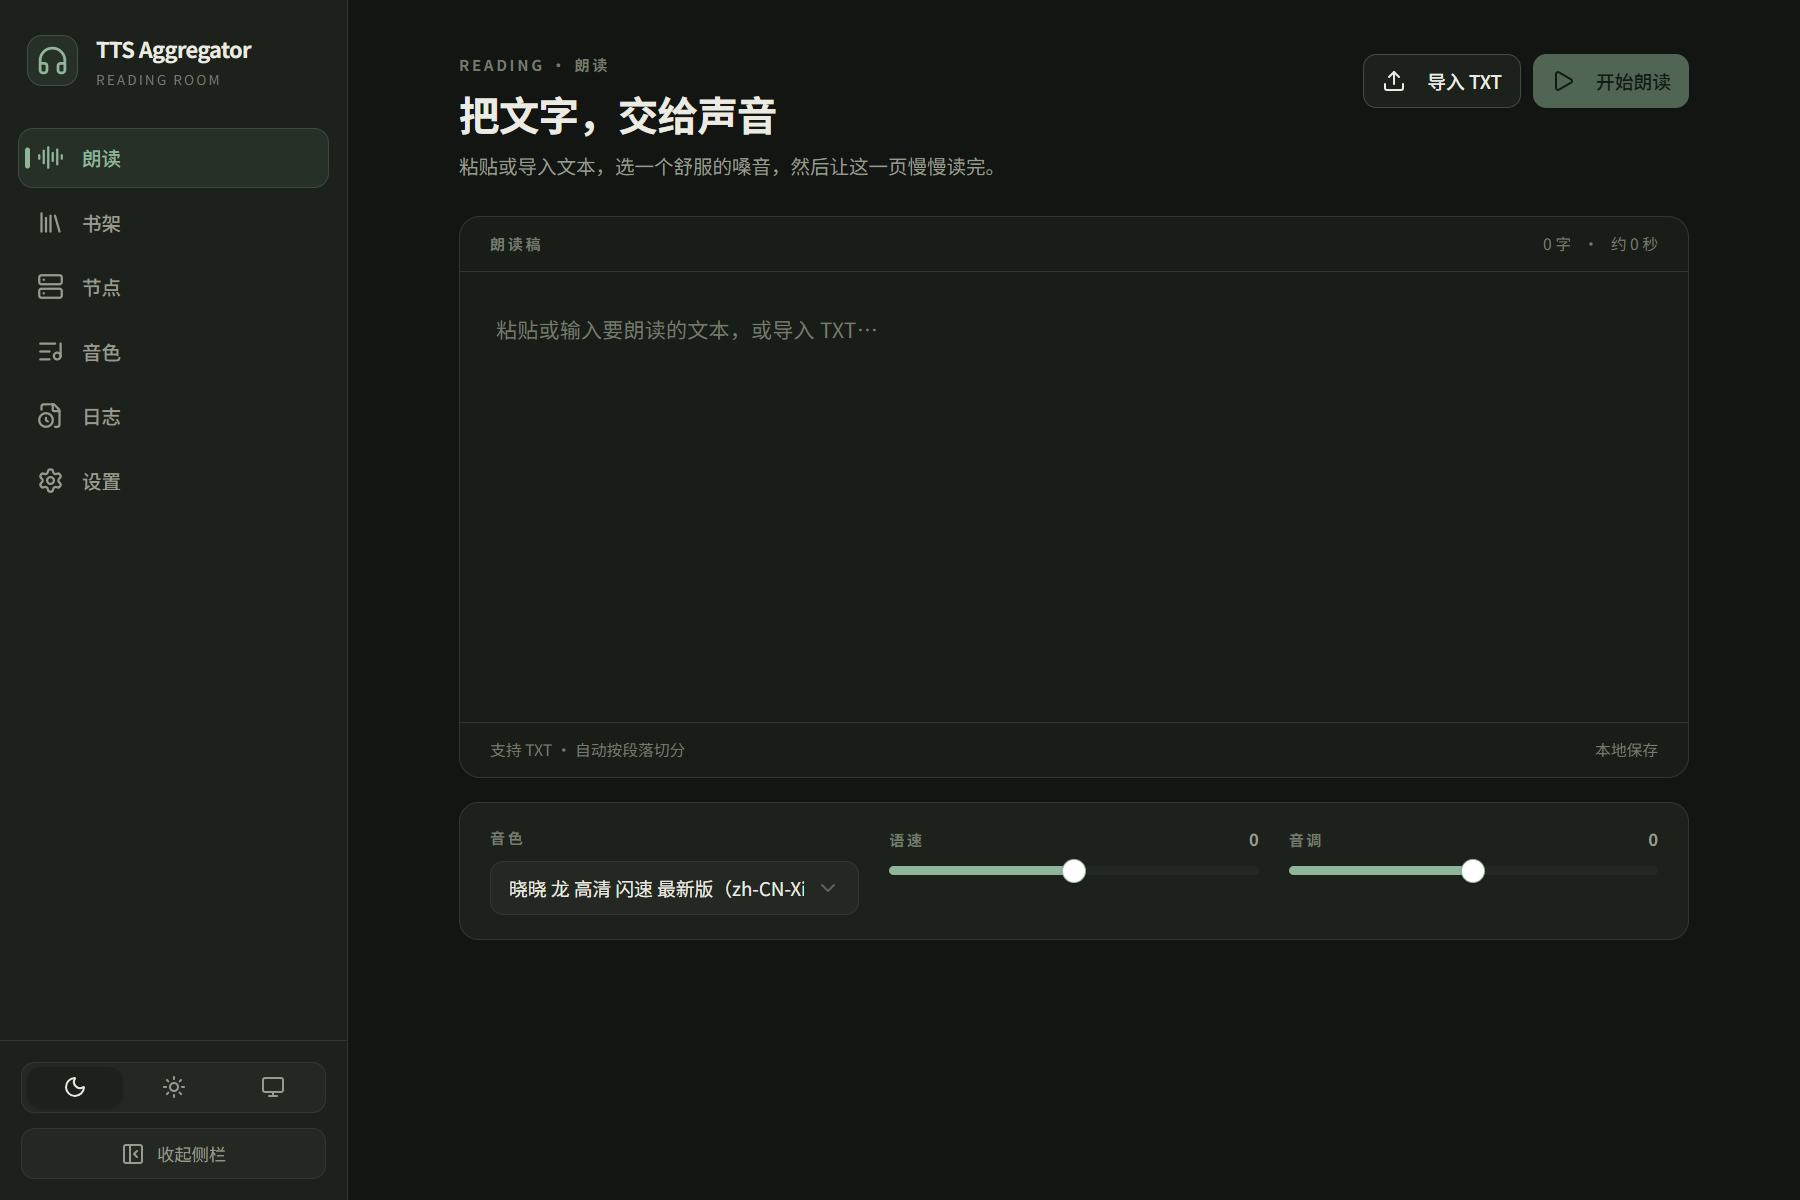 TTS Aggregator
READING ROOM
朗读
书架
节点
音色
日志
设置
收起侧栏
READING • 朗读
把文字，交给声音
粘贴或导入文本，选一个舒服的嗓音，然后让这一页慢慢读完。
导入 TXT
开始朗读
朗读稿
0 字 • 约 0 秒
粘贴或输入要朗读的文本，或导入 TXT…
支持 TXT • 自动按段落切分
本地保存
音色
晓晓 龙 高清 闪速 最新版（zh-CN-Xi
语速 0
音调 0